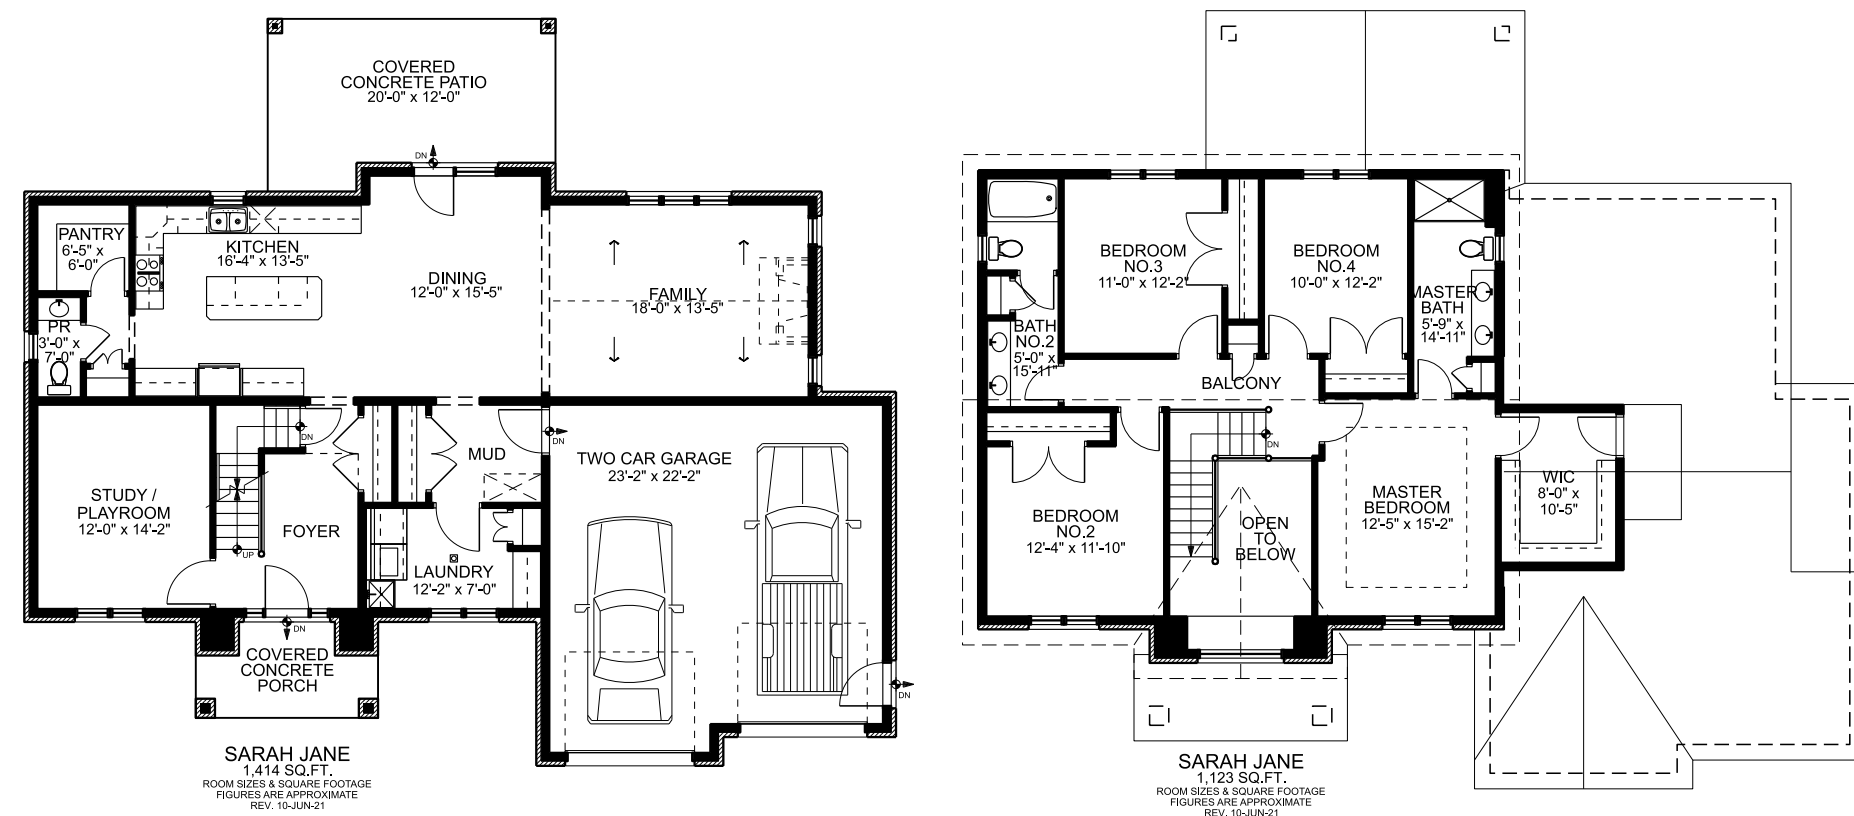 COVERED
CONCRETE PATIO
20'-0" x 12'-0"
DN
PANTRY
6'-5" x
6'-0"
KITCHEN
16'-4" x 13'-5"
DINING
12'-0" x 15'-5"
FAMILY
18'-0" x 13'-5"
PR
3'-0" x
7'-0"
DN
MUD
DN
TWO CAR GARAGE
23'-2" x 22'-2"
STUDY /
PLAYROOM
12'-0" x 14'-2"
FOYER
UP
LAUNDRY
12'-2" x 7'-0"
DN
COVERED
CONCRETE
PORCH
DN
SARAH JANE
1,414 SQ.FT.
ROOM SIZES & SQUARE FOOTAGE
FIGURES ARE APPROXIMATE
REV. 10-JUN-21
BEDROOM
NO.3
11'-0" x 12'-2"
BEDROOM
NO.4
10'-0" x 12'-2"
MASTER
BATH
5'-9" x
14'-11"
BATH
NO.2
5'-0" x
15'-11"
BALCONY
DN
WIC
8'-0" x
10'-5"
MASTER
BEDROOM
12'-5" x 15'-2"
BEDROOM
NO.2
12'-4" x 11'-10"
OPEN
TO
BELOW
SARAH JANE
1,123 SQ.FT.
ROOM SIZES & SQUARE FOOTAGE
FIGURES ARE APPROXIMATE
REV. 10-JUN-21